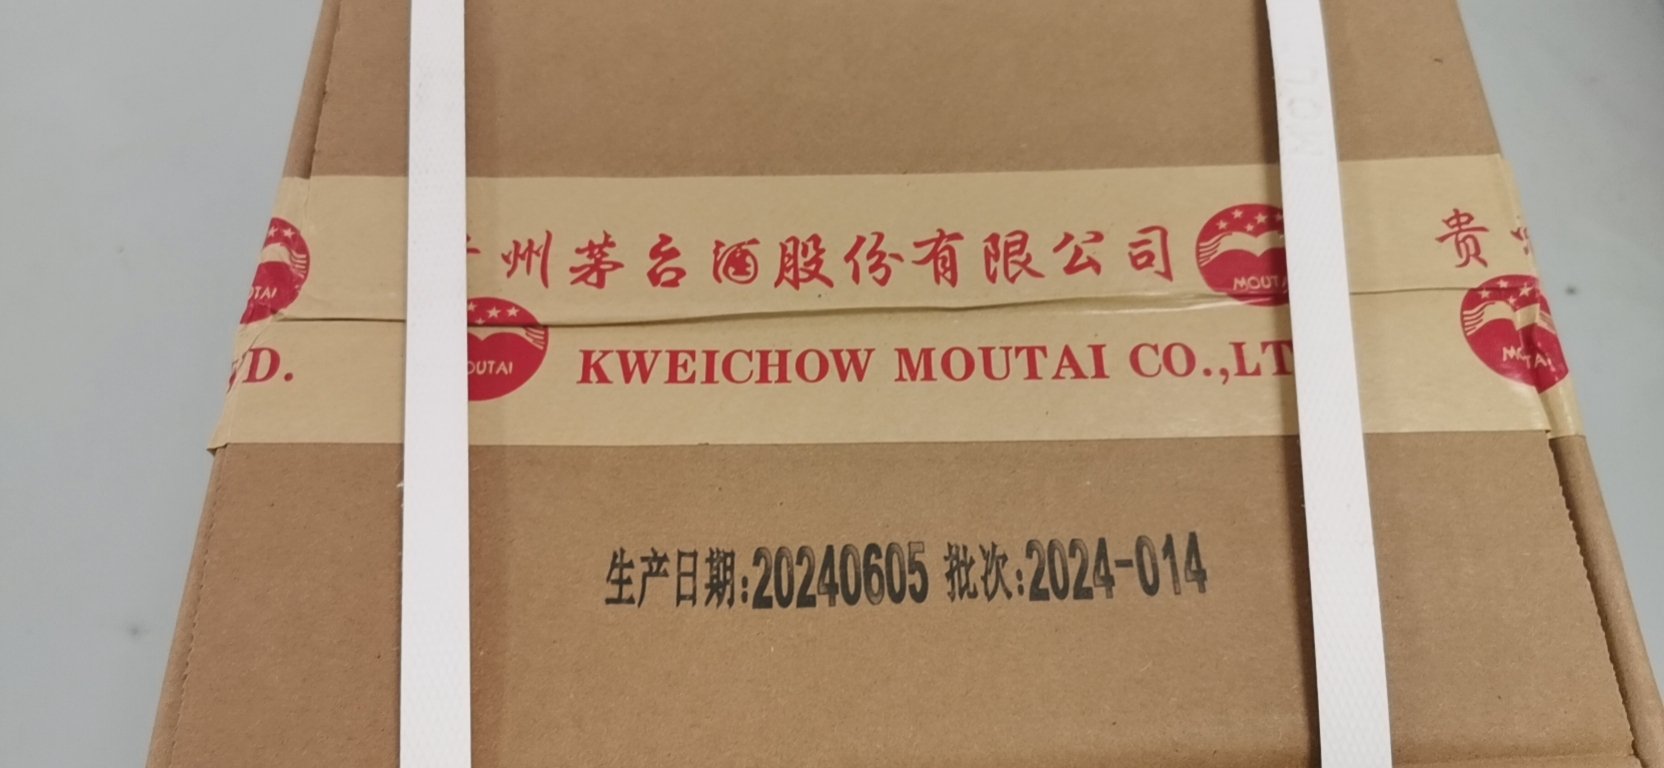 州茅台酒股份有限公司 MOUTAI 贵
MOUTAI
D. KWEICHOW MOUTAI CO.,LT
生产日期:20240605 批次:2024-014